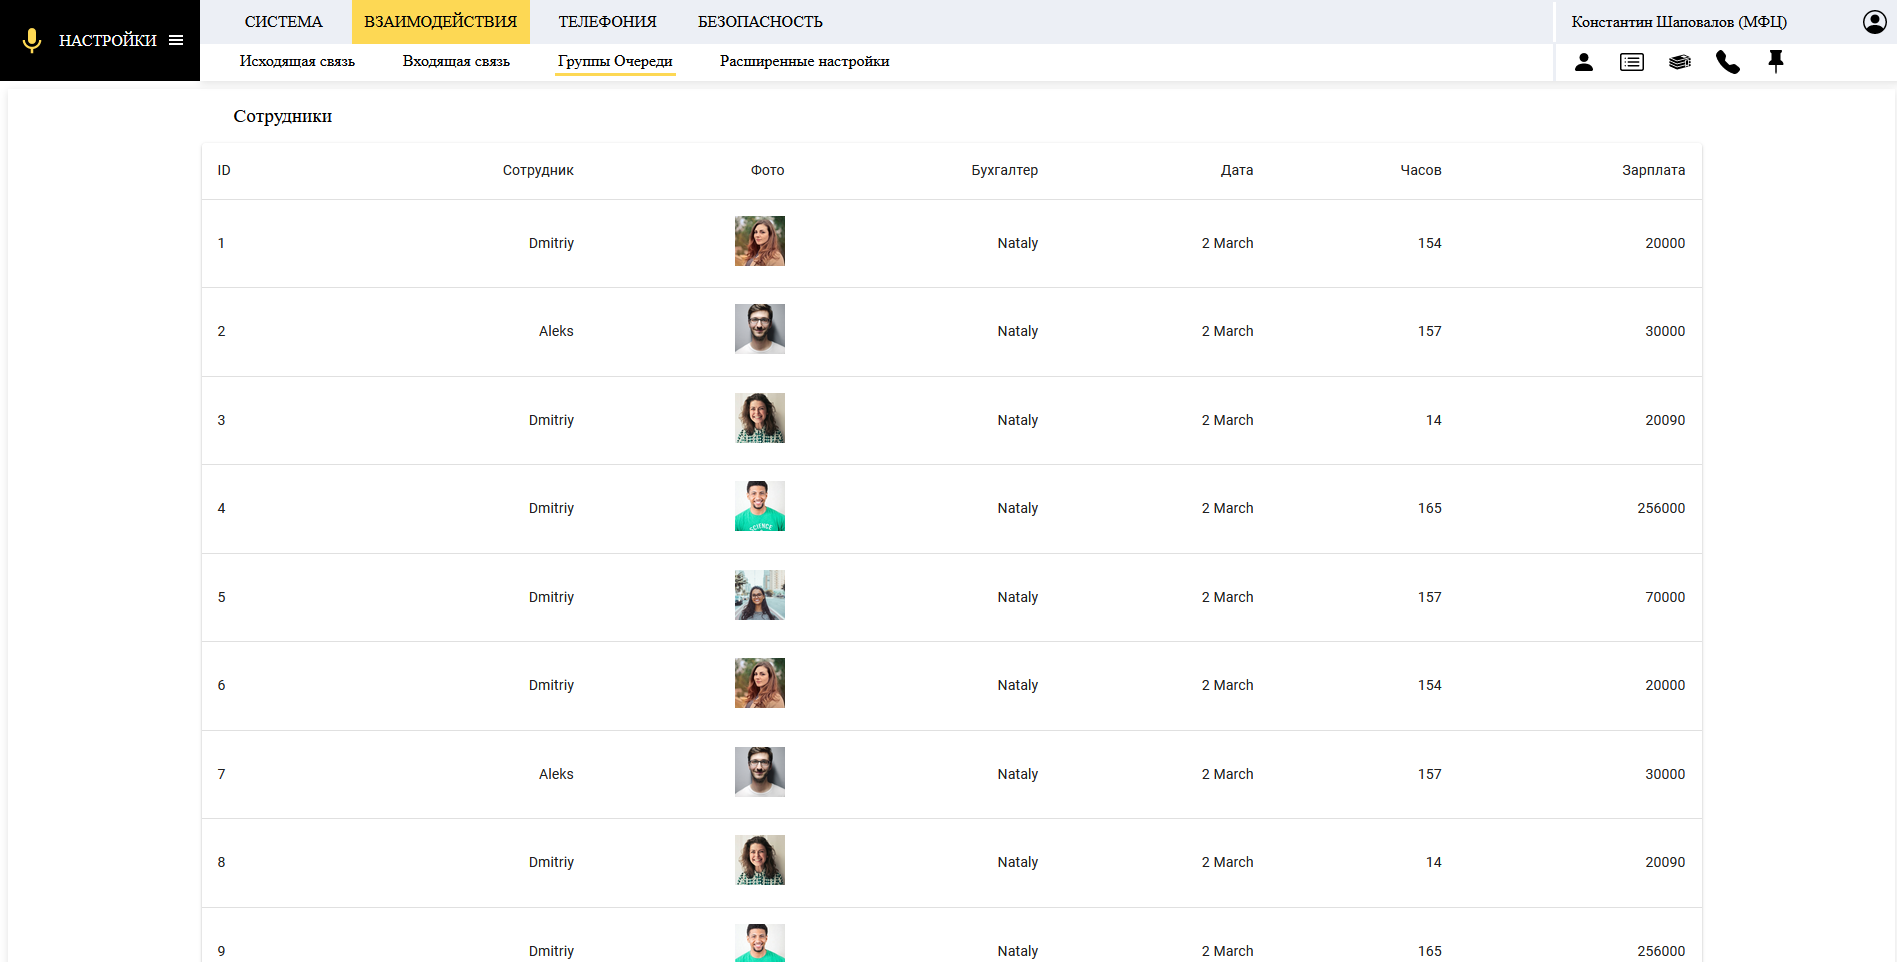 НАСТРОЙКИ
СИСТЕМА ВЗАИМОДЕЙСТВИЯ ТЕЛЕФОНИЯ БЕЗОПАСНОСТЬ
Константин Шаповалов (МФЦ)
Исходящая связь Входящая связь Группы Очереди Расширенные настройки
Сотрудники
ID Сотрудник Фото Бухгалтер Дата Часов Зарплата
1 Dmitriy Nataly 2 March 154 20000
2 Aleks Nataly 2 March 157 30000
3 Dmitriy Nataly 2 March 14 20090
4 Dmitriy SCIENCE Nataly 2 March 165 256000
5 Dmitriy Nataly 2 March 157 70000
6 Dmitriy Nataly 2 March 154 20000
7 Aleks Nataly 2 March 157 30000
8 Dmitriy Nataly 2 March 14 20090
9 Dmitriy Nataly 2 March 165 256000